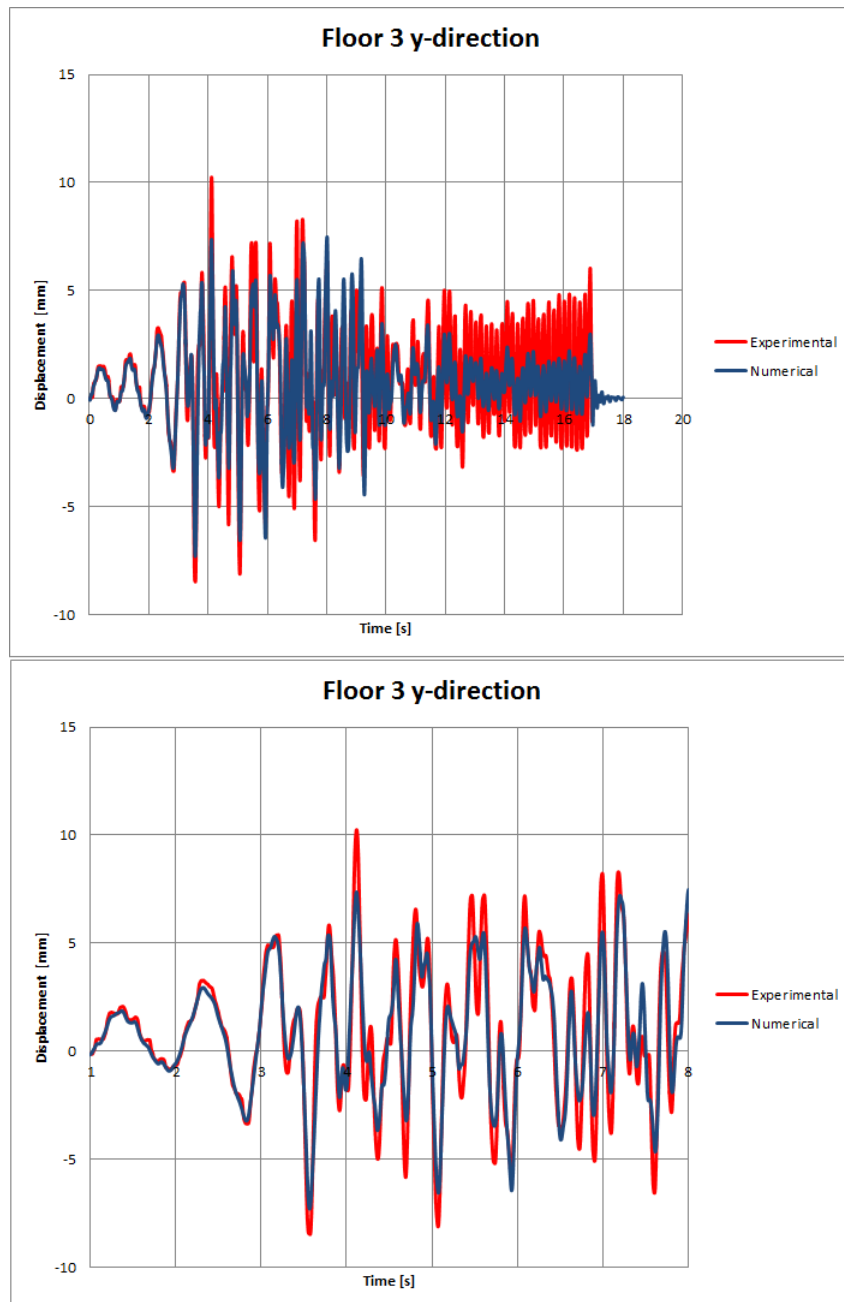 Floor 3 y-direction
15
10
5
0
-5
-10
Displacement [mm]
0 2 4 6 8 10 12 14 16 18 20
Time [s]
Experimental
Numerical
Floor 3 y-direction
15
10
5
0
-5
-10
Displacement [mm]
1 2 3 4 5 6 7 8
Time [s]
Experimental
Numerical